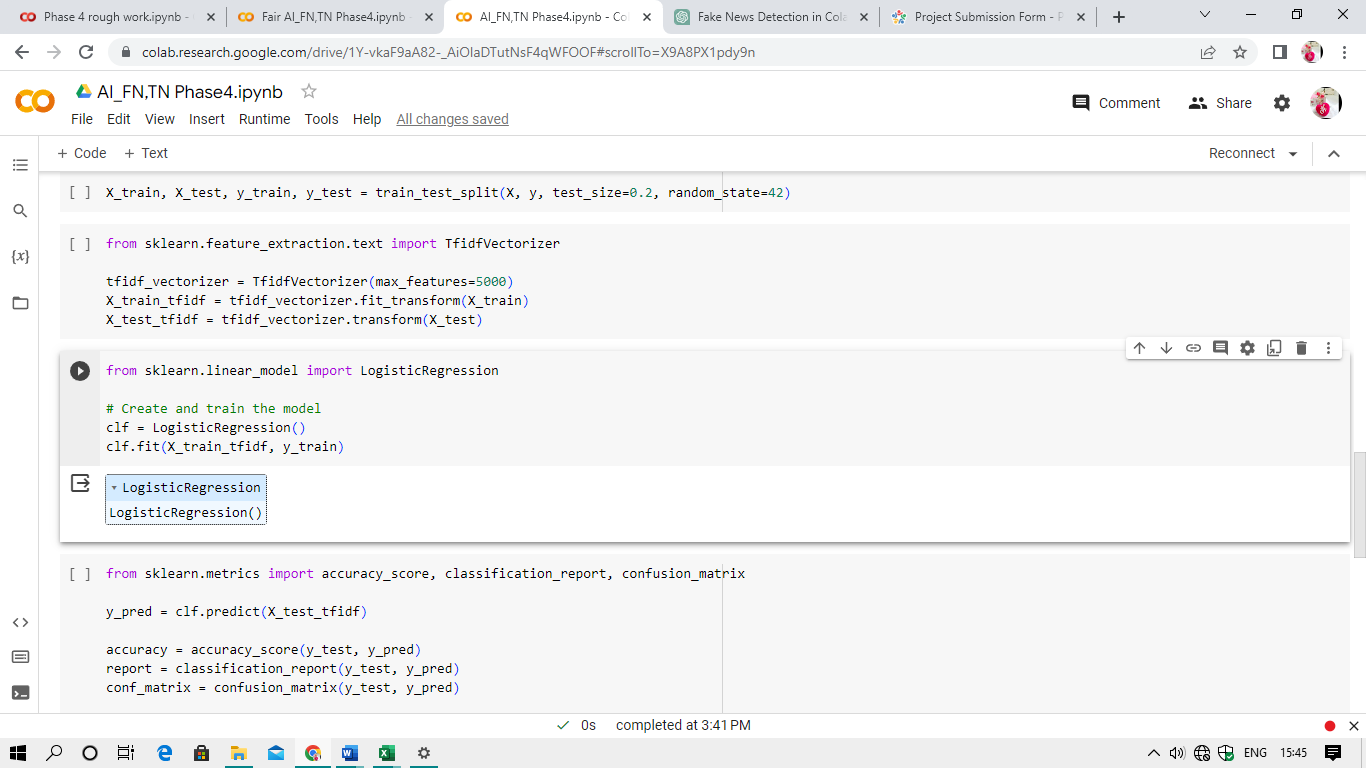 Phase 4 rough work.ipynb -
Fair AI_FN,TN Phase4.ipynb -
AI_FN,TN Phase4.ipynb - Co
Fake News Detection in Cola
Project Submission Form - P
colab.research.google.com/drive/1Y-vkaF9aA82-_AiOlaDTutNsF4qWFOOF#scrollTo=X9A8PX1pdy9n
AI_FN,TN Phase4.ipynb
File Edit View Insert Runtime Tools Help All changes saved
Comment Share
+ Code + Text
Reconnect
[ ] X_train, X_test, y_train, y_test = train_test_split(X, y, test_size=0.2, random_state=42)
[ ] from sklearn.feature_extraction.text import TfidfVectorizer
tfidf_vectorizer = TfidfVectorizer(max_features=5000)
X_train_tfidf = tfidf_vectorizer.fit_transform(X_train)
X_test_tfidf = tfidf_vectorizer.transform(X_test)
{x}
from sklearn.linear_model import LogisticRegression
# Create and train the model
clf = LogisticRegression()
clf.fit(X_train_tfidf, y_train)
LogisticRegression
LogisticRegression()
[ ] from sklearn.metrics import accuracy_score, classification_report, confusion_matrix
y_pred = clf.predict(X_test_tfidf)
accuracy = accuracy_score(y_test, y_pred)
report = classification_report(y_test, y_pred)
conf_matrix = confusion_matrix(y_test, y_pred)
0s completed at 3:41 PM
ENG 15:45